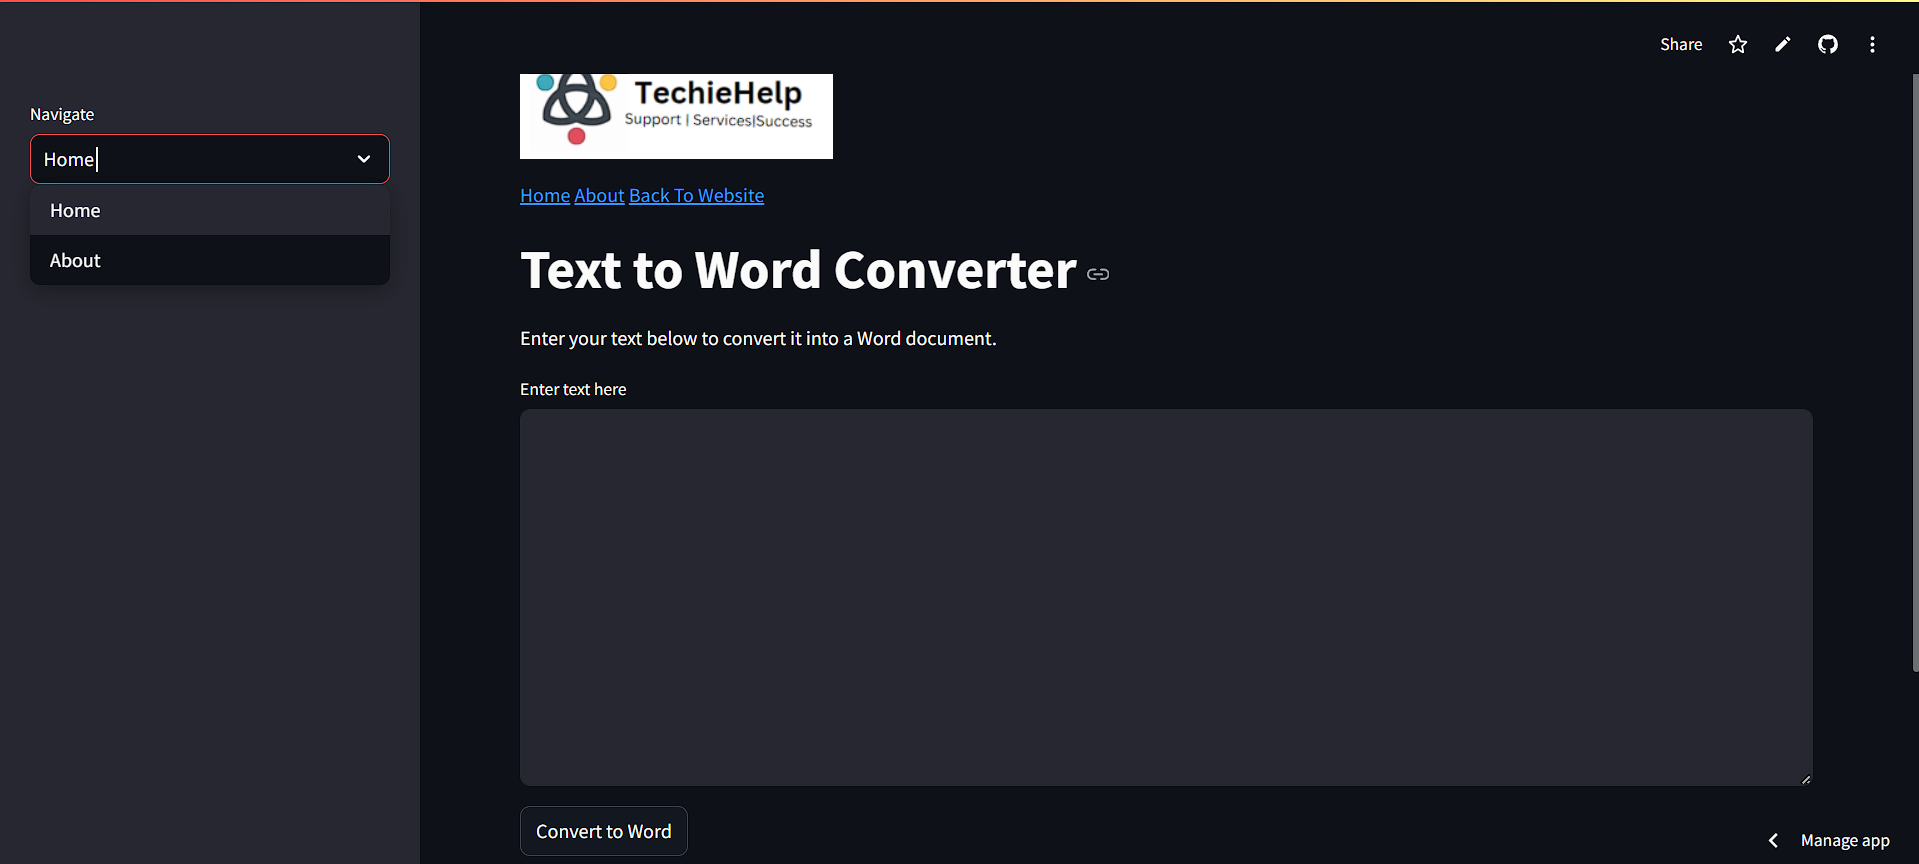 Share
Navigate
Home
Home
About
TechieHelp
Support | Services|Success
Home About Back To Website
Text to Word Converter
Enter your text below to convert it into a Word document.
Enter text here
Convert to Word
Manage app